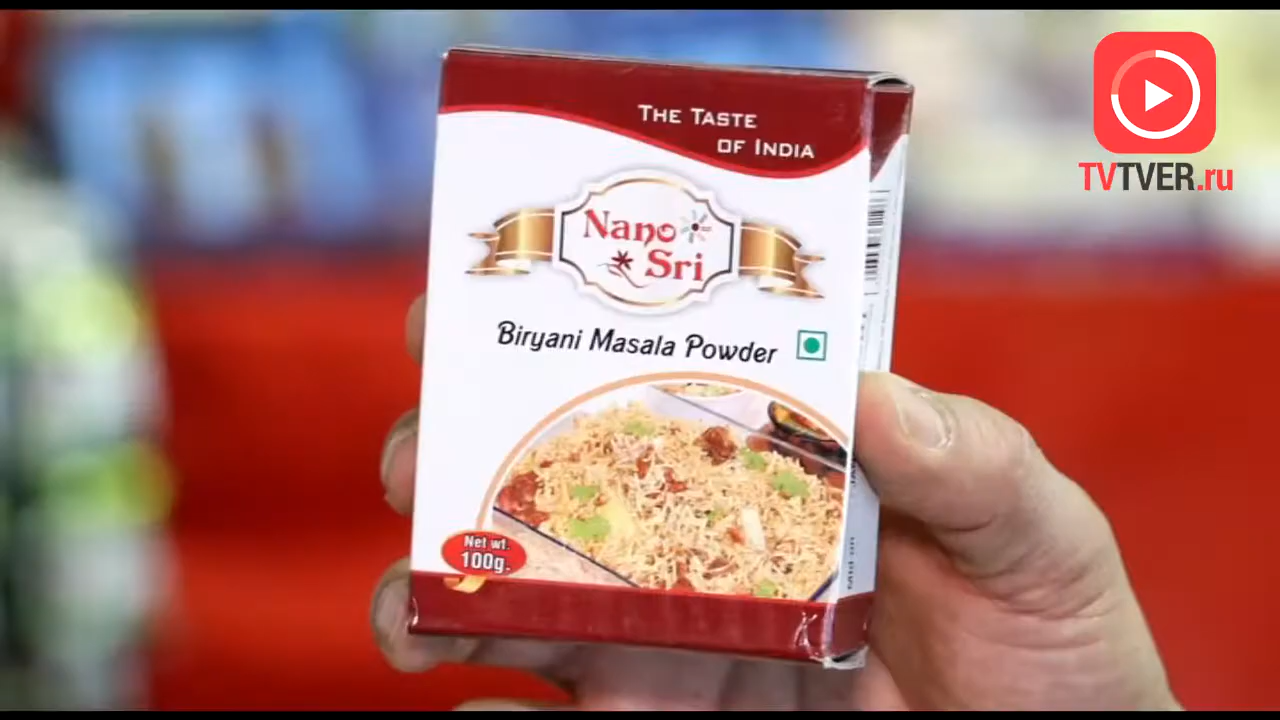 THE TASTE
OF INDIA
Nano
Sri
Biryani Masala Powder
Net wt.
100g.
TVTVER.ru